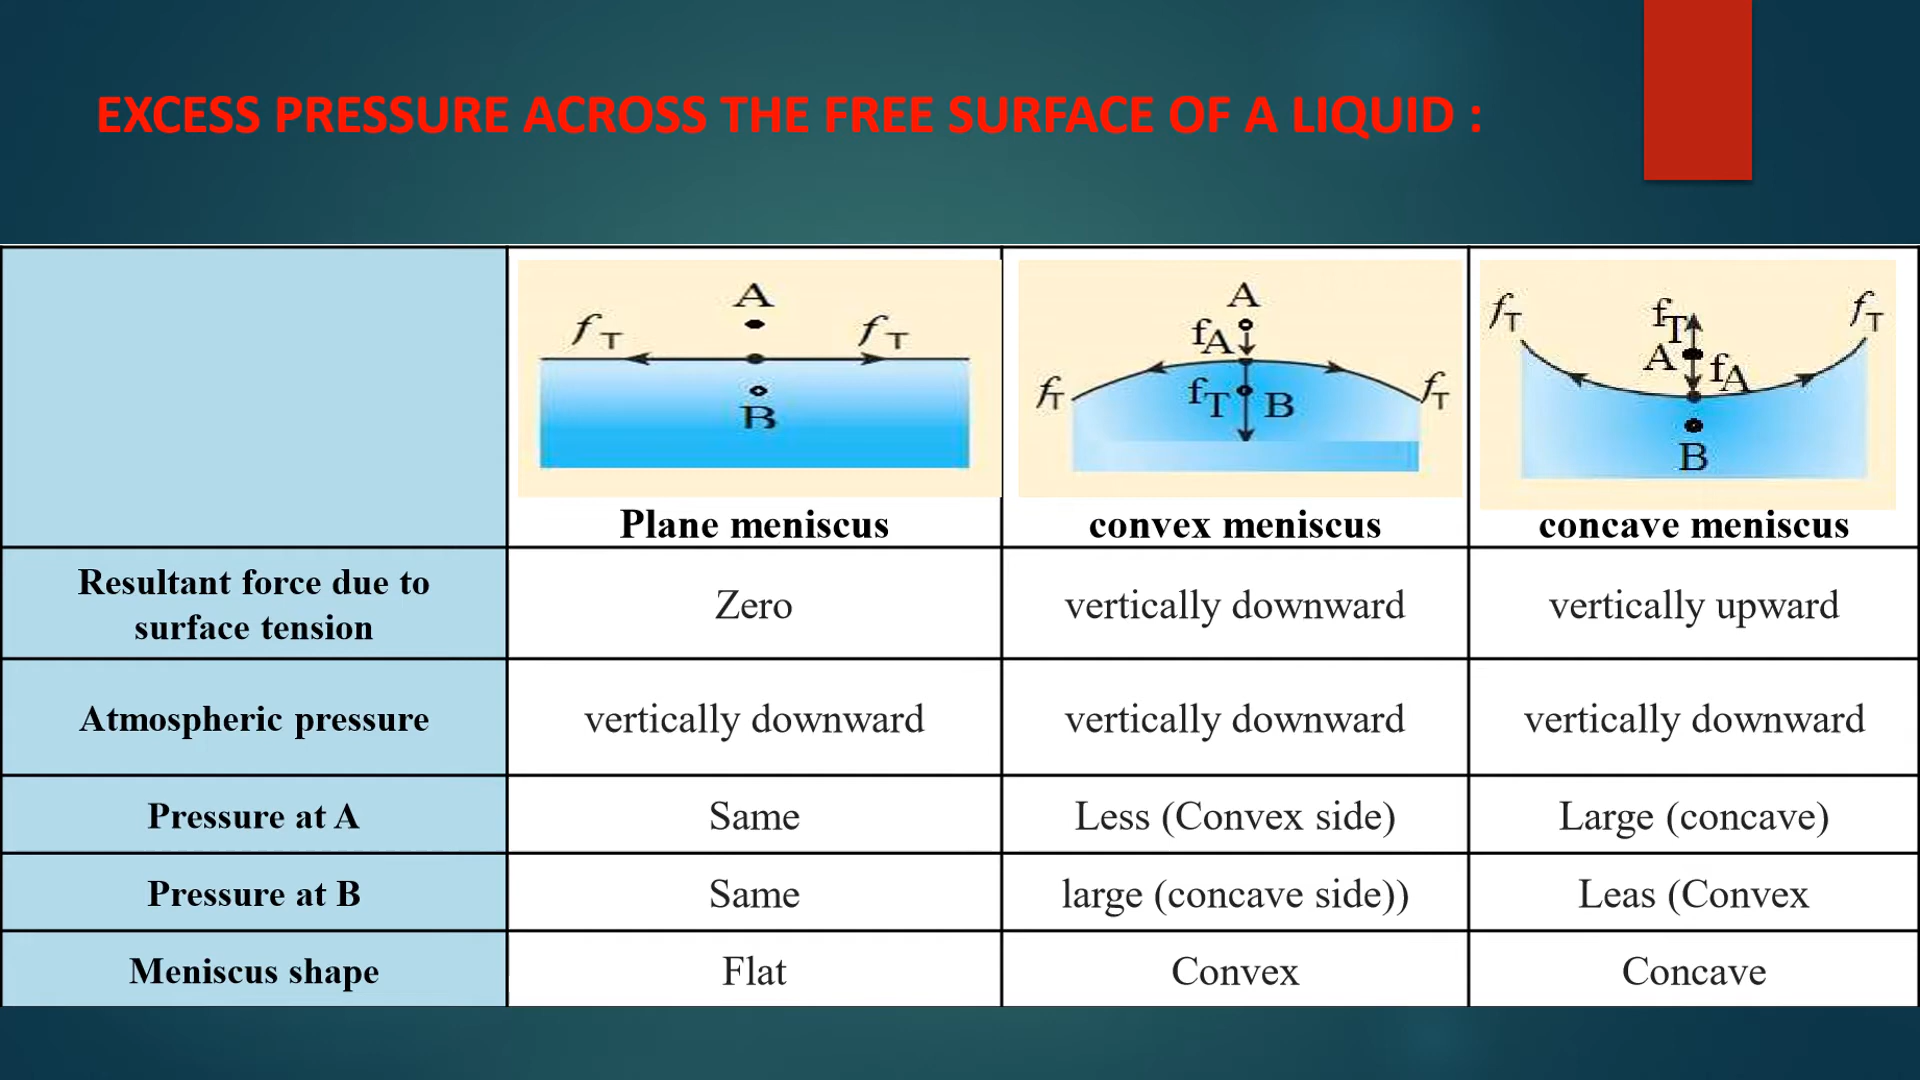 EXCESS PRESSURE ACROSS THE FREE SURFACE OF A LIQUID :
A
fT fT
B
Plane meniscus
A
fA
fT fT B fT
convex meniscus
fT fT fT
A fA
B
concave meniscus
Resultant force due to
surface tension
Zero
vertically downward
vertically upward
Atmospheric pressure
vertically downward
vertically downward
vertically downward
Pressure at A
Same
Less (Convex side)
Large (concave)
Pressure at B
Same
large (concave side))
Leas (Convex
Meniscus shape
Flat
Convex
Concave